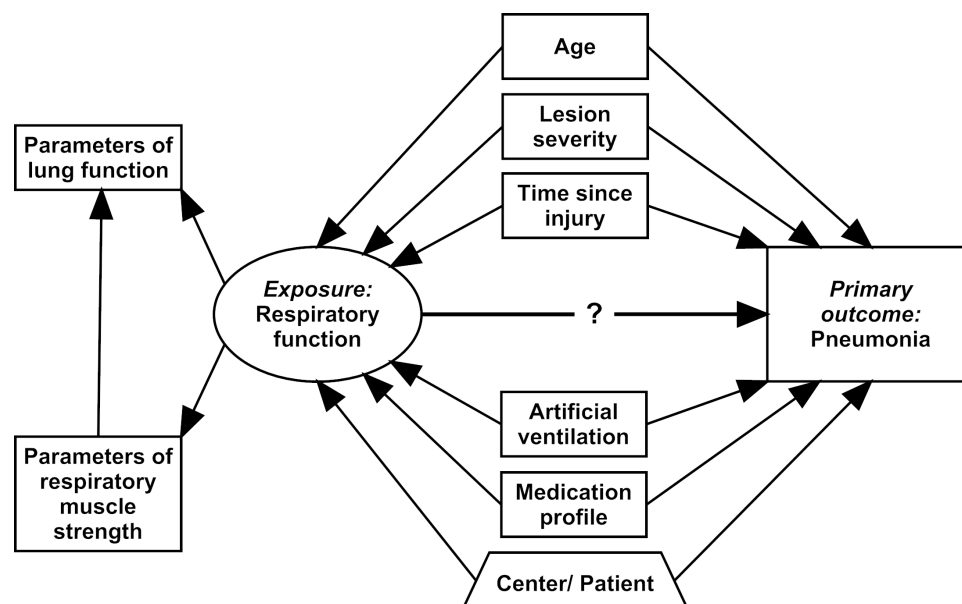 Age
Lesion
severity
Time since
injury
Parameters of
lung function
Exposure:
Respiratory
function
?
Primary
outcome:
Pneumonia
Parameters of
respiratory
muscle
strength
Artificial
ventilation
Medication
profile
Center/ Patient